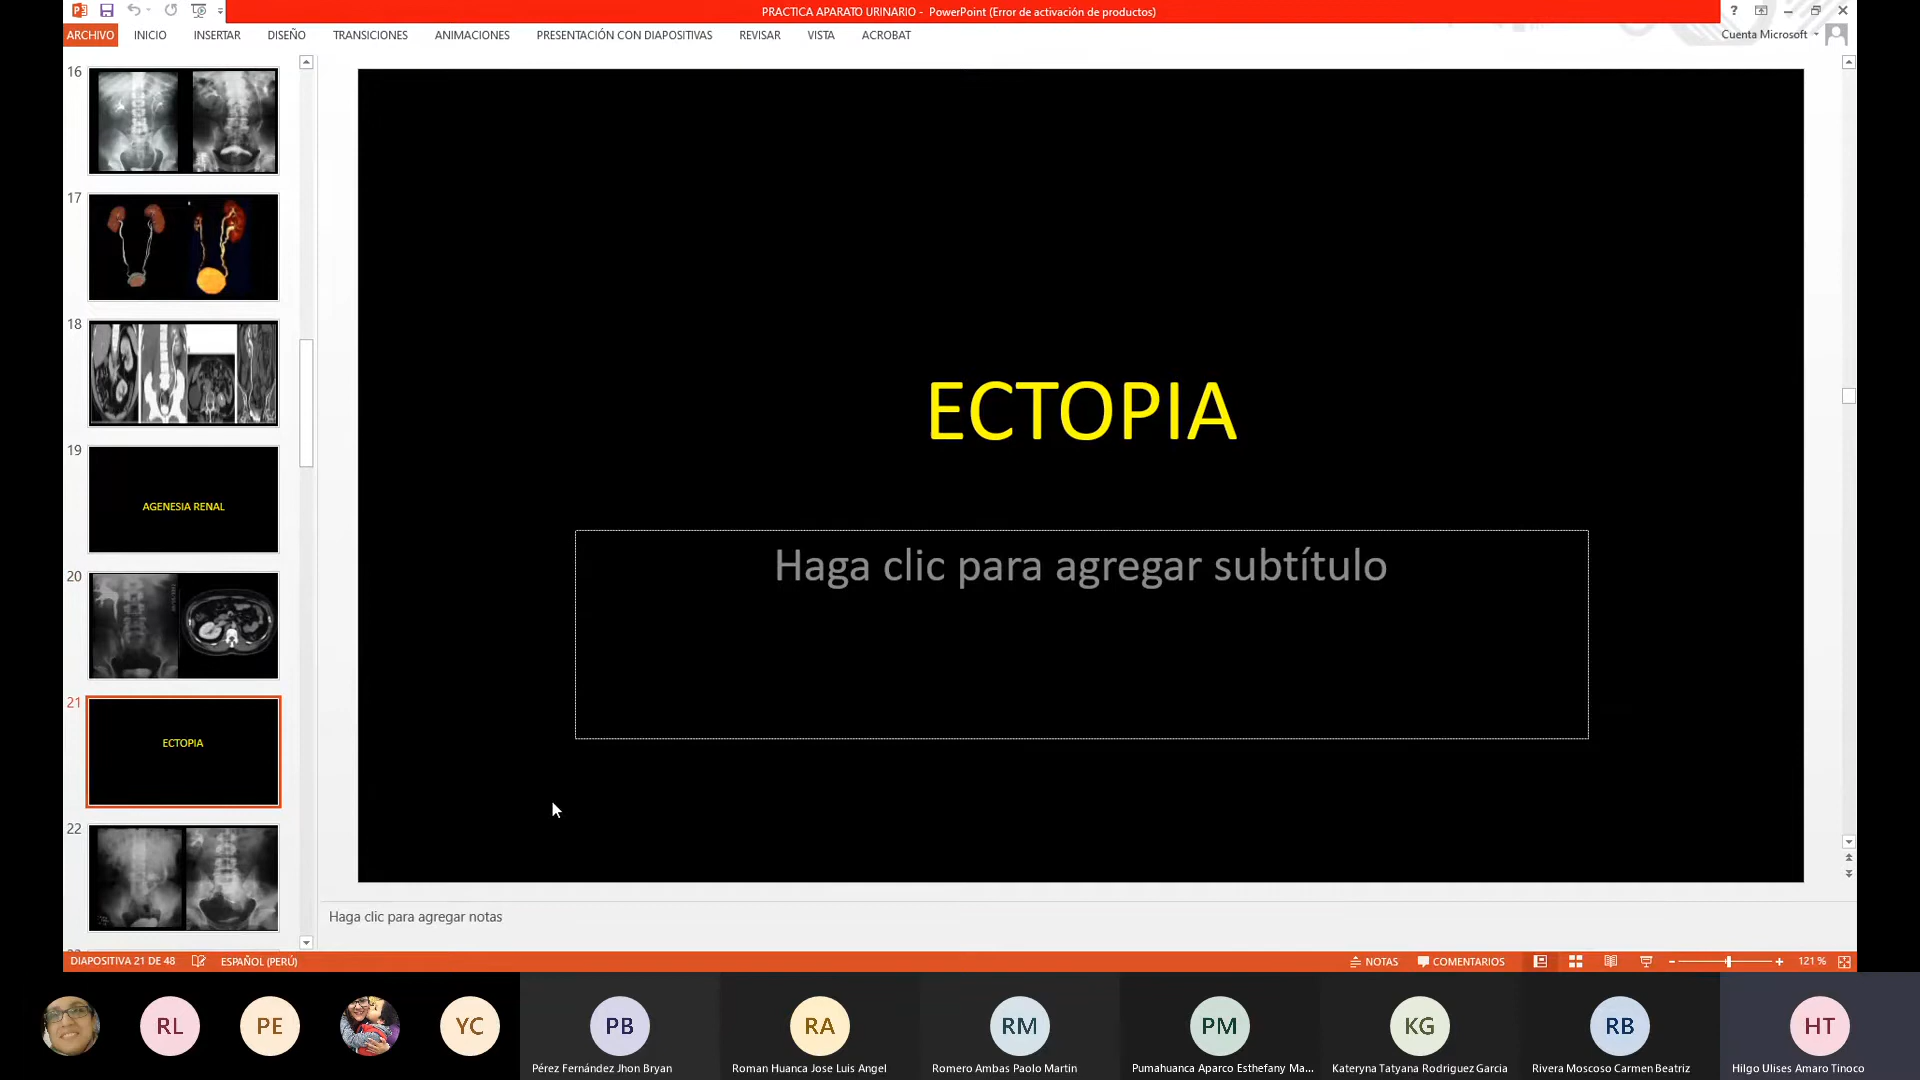 PRACTICA APARATO URINARIO - PowerPoint (Error de activación de productos)
?
ARCHIVO INICIO INSERTAR DISEÑO TRANSICIONES ANIMACIONES PRESENTACIÓN CON DIAPOSITIVAS REVISAR VISTA ACROBAT
Cuenta Microsoft
16
17
18
19
AGENESIA RENAL
20
21
ECTOPIA
22
ECTOPIA
Haga clic para agregar subtítulo
Haga clic para agregar notas
DIAPOSITIVA 21 DE 48 ESPAÑOL (PERÚ) NOTAS COMENTARIOS 121 %
RL PE YC PB RA RM PM KG RB HT
Pérez Fernández Jhon Bryan
Roman Huanca Jose Luis Angel
Romero Ambas Paolo Martin
Pumahuanca Aparco Esthefany Ma...
Kateryna Tatyana Rodriguez Garcia
Rivera Moscoso Carmen Beatriz
Hilgo Ulises Amaro Tinoco